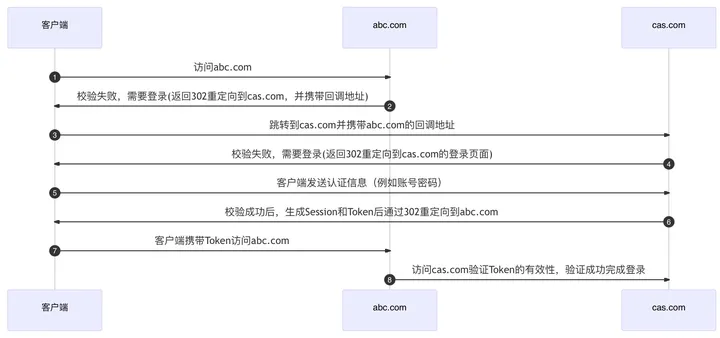 客户端
abc.com
cas.com
访问abc.com
1
校验失败，需要登录(返回302重定向到cas.com，并携带回调地址)
2
跳转到cas.com并携带abc.com的回调地址
3
校验失败，需要登录(返回302重定向到cas.com的登录页面)
4
客户端发送认证信息（例如账号密码）
5
校验成功后，生成Session和Token后通过302重定向到abc.com
6
客户端携带Token访问abc.com
7
访问cas.com验证Token的有效性，验证成功完成登录
8
客户端
abc.com
cas.com